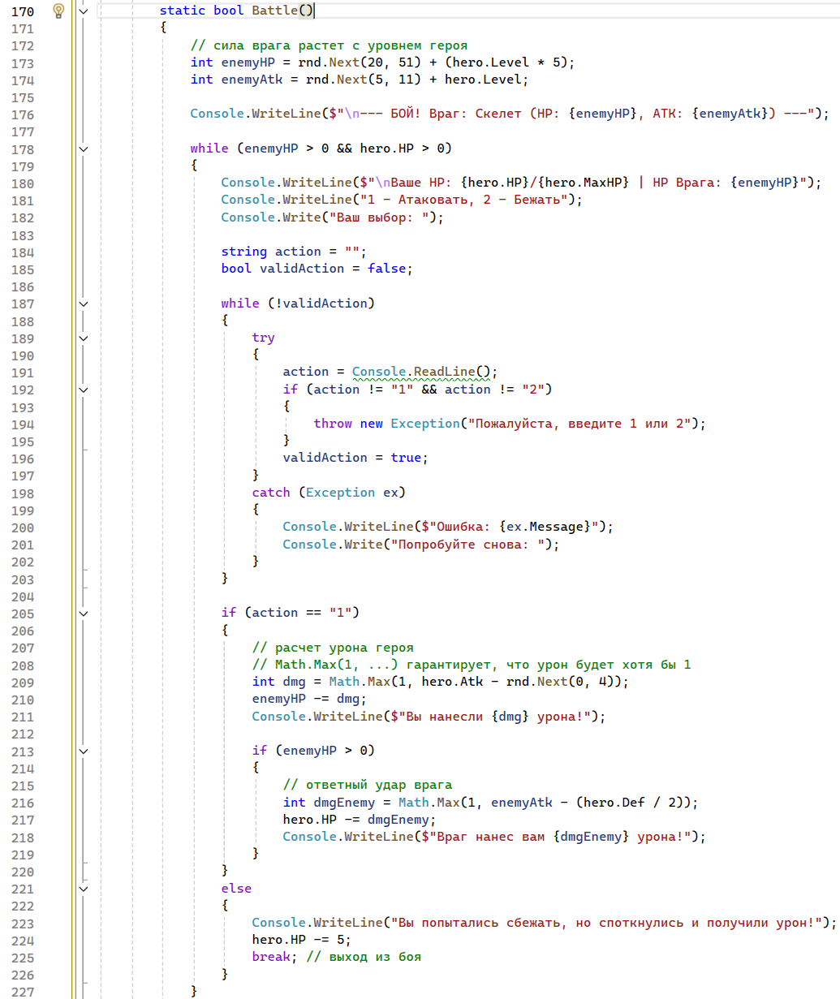 170 static bool Battle()
171 {
172 // сила врага растет с уровнем героя
173 int enemyHP = rnd.Next(20, 51) + (hero.Level * 5);
174 int enemyAtk = rnd.Next(5, 11) + hero.Level;
175
176 Console.WriteLine($"\n--- БОЙ! Враг: Скелет (HP: {enemyHP}, АТК: {enemyAtk}) ---");
177
178 while (enemyHP > 0 && hero.HP > 0)
179 {
180 Console.WriteLine($"\nВаше HP: {hero.HP}/{hero.MaxHP} | HP Врага: {enemyHP}");
181 Console.WriteLine("1 - Атаковать, 2 - Бежать");
182 Console.Write("Ваш выбор: ");
183
184 string action = "";
185 bool validAction = false;
186
187 while (!validAction)
188 {
189 try
190 {
191 action = Console.ReadLine();
192 if (action != "1" && action != "2")
193 {
194 throw new Exception("Пожалуйста, введите 1 или 2");
195 }
196 validAction = true;
197 }
198 catch (Exception ex)
199 {
200 Console.WriteLine($"Ошибка: {ex.Message}");
201 Console.Write("Попробуйте снова: ");
202 }
203 }
204
205 if (action == "1")
206 {
207 // расчет урона героя
208 // Math.Max(1, ...) гарантирует, что урон будет хотя бы 1
209 int dmg = Math.Max(1, hero.Atk - rnd.Next(0, 4));
210 enemyHP -= dmg;
211 Console.WriteLine($"Вы нанесли {dmg} урона!");
212
213 if (enemyHP > 0)
214 {
215 // ответный удар врага
216 int dmgEnemy = Math.Max(1, enemyAtk - (hero.Def / 2));
217 hero.HP -= dmgEnemy;
218 Console.WriteLine($"Враг нанес вам {dmgEnemy} урона!");
219 }
220 }
221 else
222 {
223 Console.WriteLine("Вы попытались сбежать, но споткнулись и получили урон!");
224 hero.HP -= 5;
225 break; // выход из боя
226 }
227 }